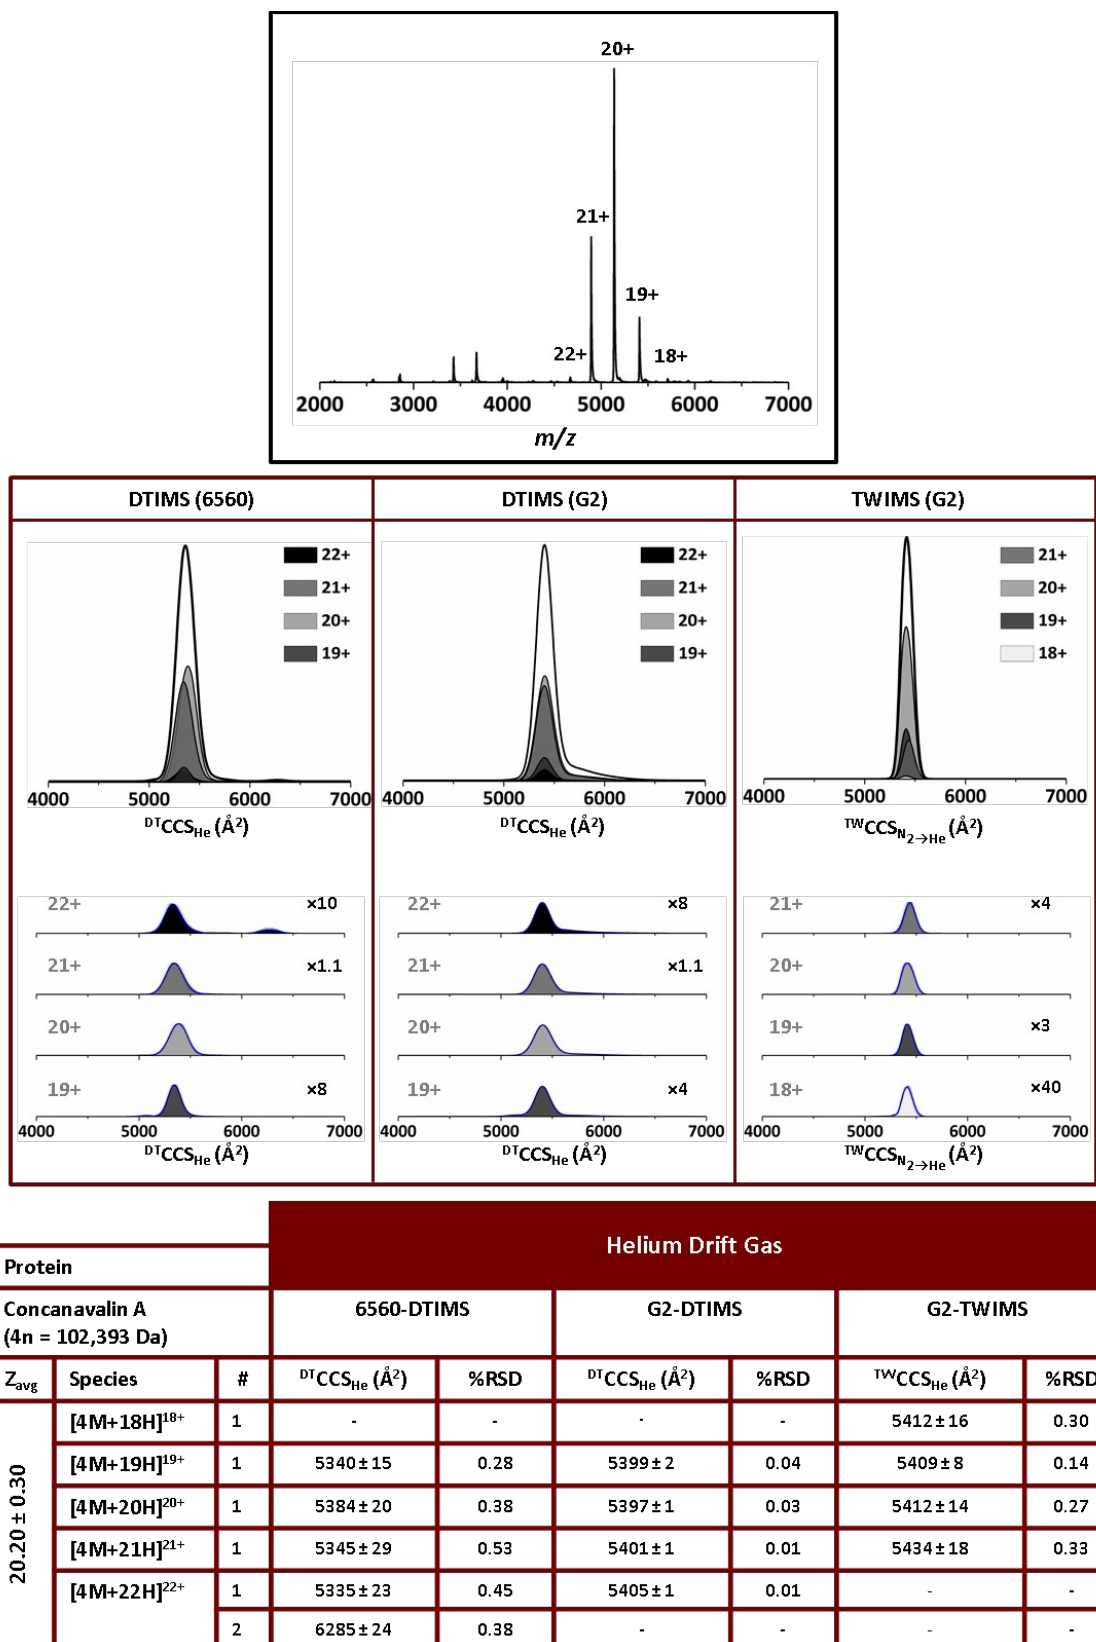 20+
21+
19+
22+
18+
2000 3000 4000 5000 6000 7000
m/z
DTIMS (6560) DTIMS (G2) TWIMS (G2)
22+ 22+ 21+
21+ 21+ 20+
20+ 20+ 19+
19+ 19+ 18+
4000 5000 6000 7000 4000 5000 6000 7000 4000 5000 6000 7000
DTCCSHe (Å²) DTCCSHe (Å²) TWCCSN2→He (Å²)
22+ ×10 22+ ×8 21+ ×4
21+ ×1.1 21+ ×1.1 20+
20+ 20+ 19+ ×3
19+ ×8 19+ ×4 18+ ×40
4000 5000 6000 7000 4000 5000 6000 7000 4000 5000 6000 7000
DTCCSHe (Å²) DTCCSHe (Å²) TWCCSN2→He (Å²)
Helium Drift Gas
Protein
Concanavalin A
(4n = 102,393 Da)
6560-DTIMS G2-DTIMS G2-TWIMS
Zavg Species # DTCCSHe (Å²) %RSD DTCCSHe (Å²) %RSD TWCCSHe (Å²) %RSD
20.20 ± 0.30
[4M+18H]18+ 1 - - - - 5412 ± 16 0.30
[4M+19H]19+ 1 5340 ± 15 0.28 5399 ± 2 0.04 5409 ± 8 0.14
[4M+20H]20+ 1 5384 ± 20 0.38 5397 ± 1 0.03 5412 ± 14 0.27
[4M+21H]21+ 1 5345 ± 29 0.53 5401 ± 1 0.01 5434 ± 18 0.33
[4M+22H]22+ 1 5335 ± 23 0.45 5405 ± 1 0.01 - -
2 6285 ± 24 0.38 - - - -